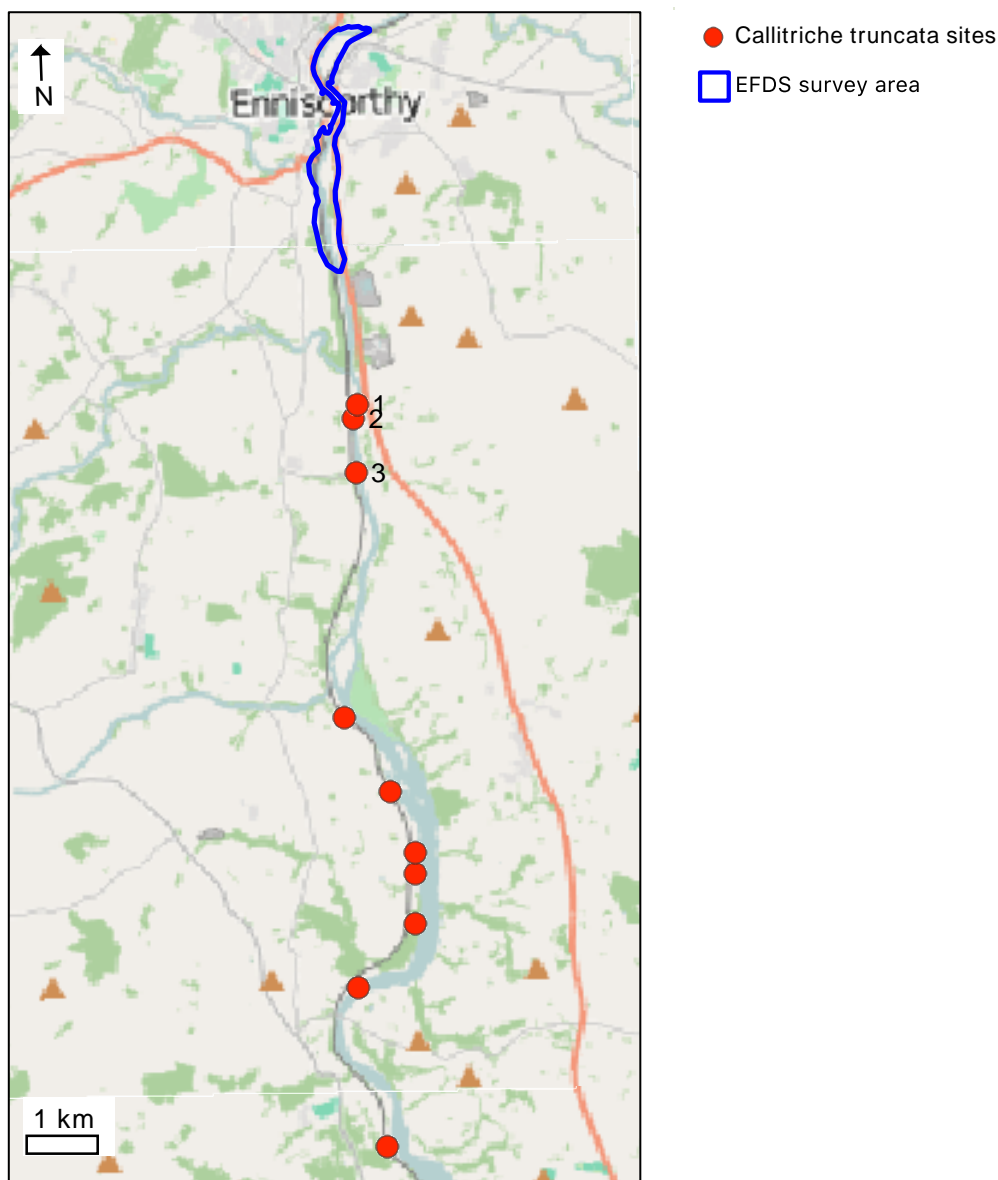 Callitriche truncata sites
EFDS survey area
N
Enniscorthy
1
2
3
1 km